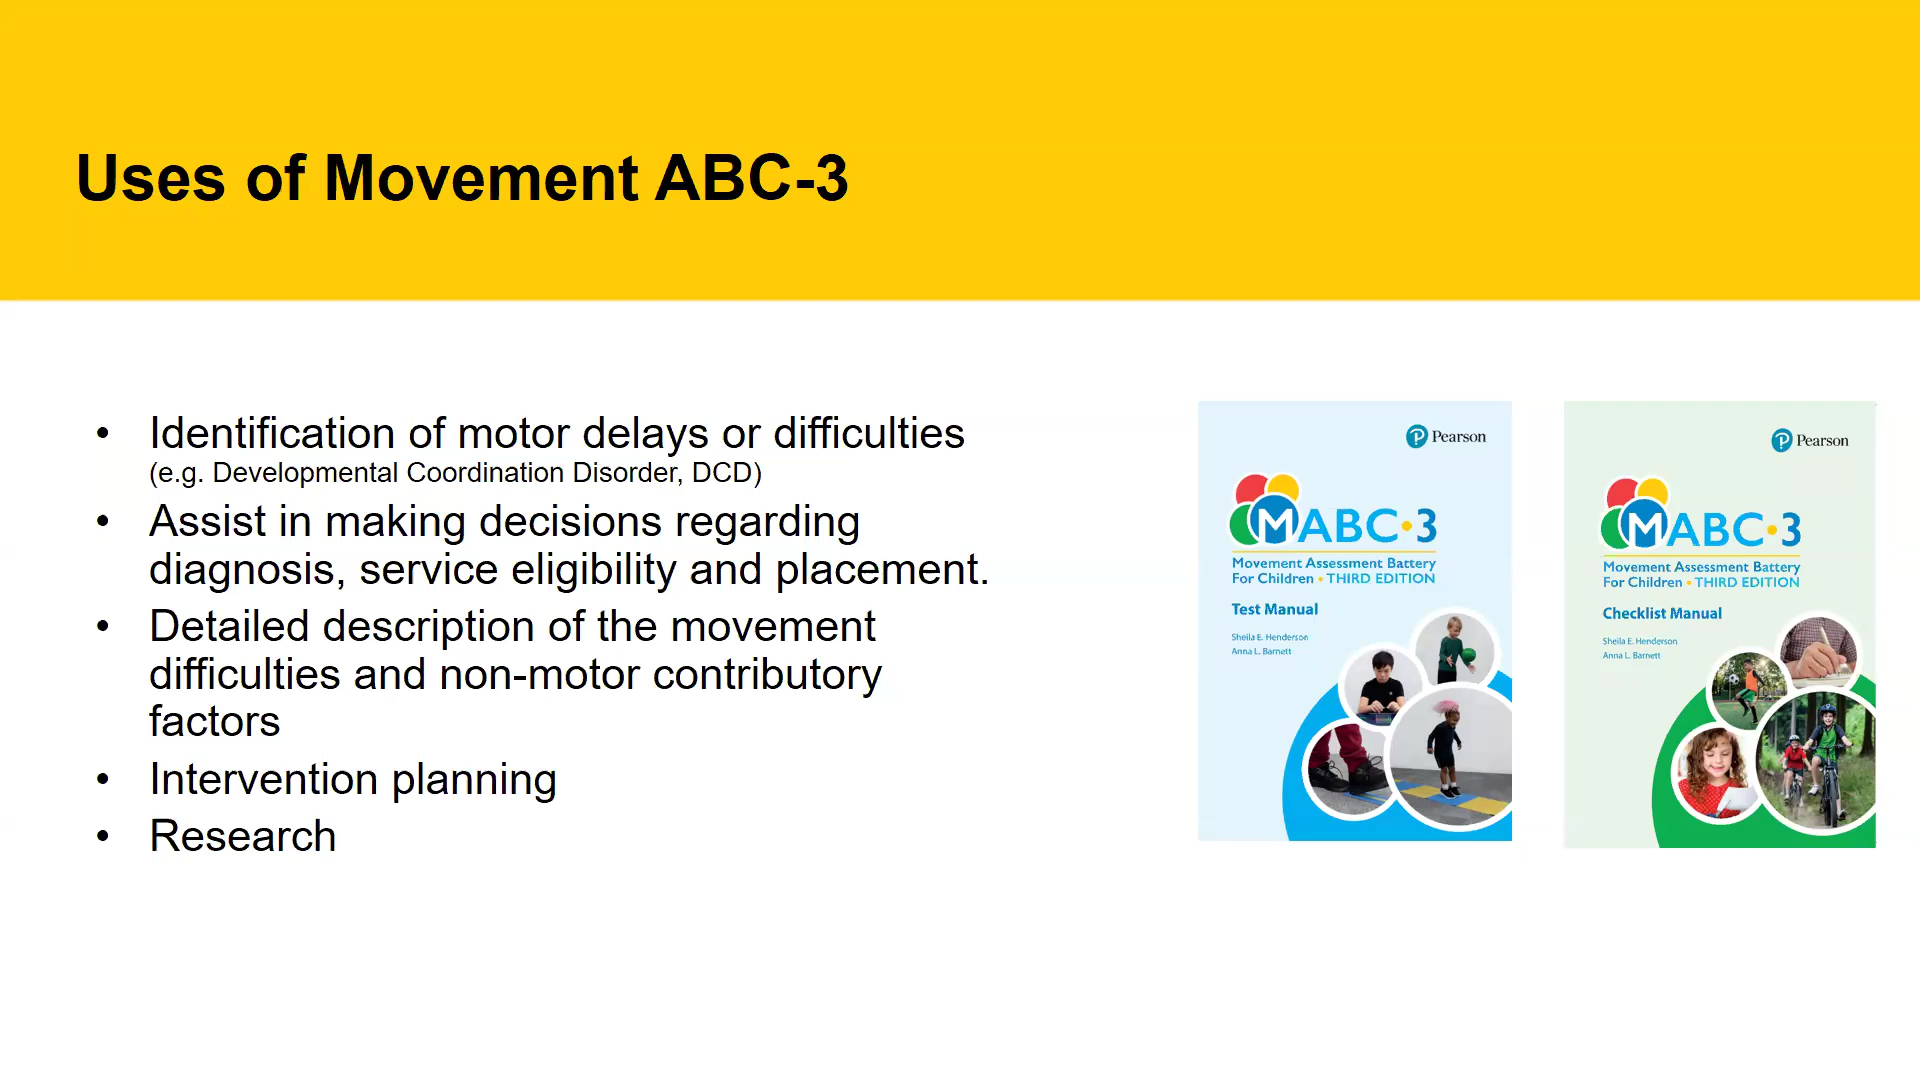 Uses of Movement ABC-3
• Identification of motor delays or difficulties
(e.g. Developmental Coordination Disorder, DCD)
• Assist in making decisions regarding
diagnosis, service eligibility and placement.
• Detailed description of the movement
difficulties and non-motor contributory
factors
• Intervention planning
• Research
Pearson
MABC•3
Movement Assessment Battery
For Children • THIRD EDITION
Test Manual
Sheila E. Henderson
Anna L. Barnett
Pearson
MABC•3
Movement Assessment Battery
For Children • THIRD EDITION
Checklist Manual
Sheila E. Henderson
Anna L. Barnett